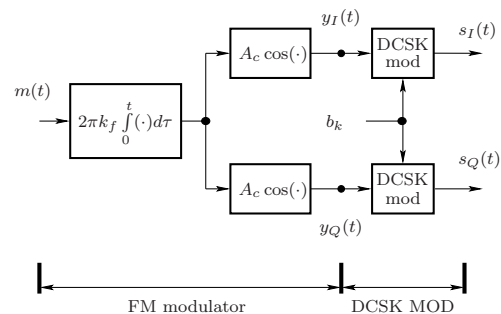 y_I(t)
s_I(t)
A_c cos(·)
DCSK
mod
m(t)
2πk_f ∫_0^t (·)dτ
b_k
A_c cos(·)
DCSK
mod
s_Q(t)
y_Q(t)
FM modulator
DCSK MOD